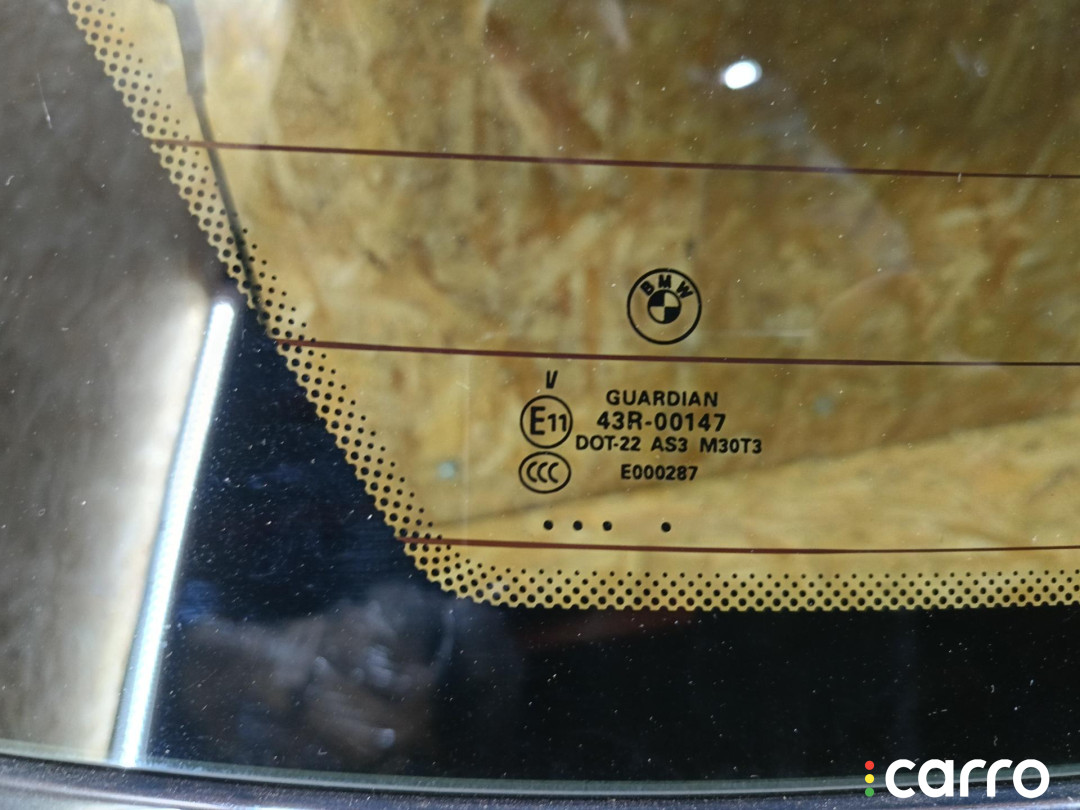 BMW
V
GUARDIAN
E11 43R-00147
DOT-22 AS3 M30T3
CCC E000287
carro